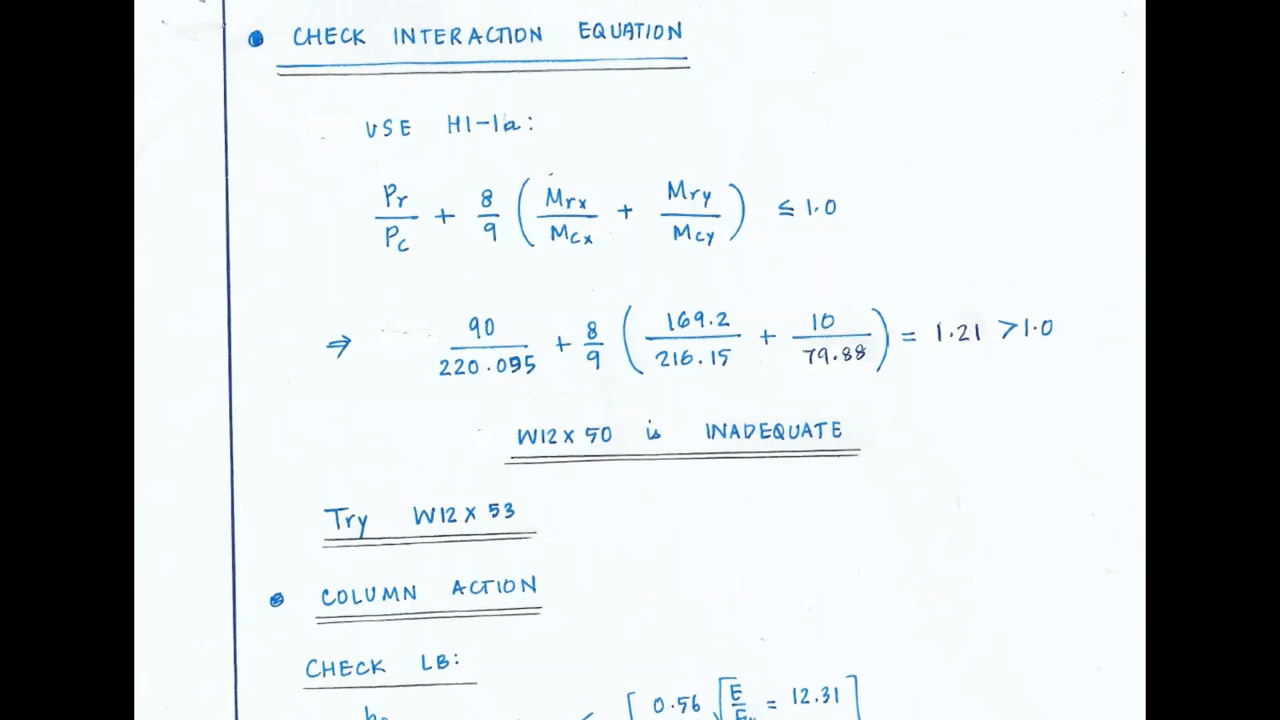 • CHECK INTERACTION EQUATION
USE H1-1a:
Pr/Pc + 8/9 (Mrx/Mcx + Mry/Mcy) ≤ 1.0
⇒ 90/220.095 + 8/9 (169.2/216.15 + 10/79.88) = 1.21 > 1.0
W12 X 50 is INADEQUATE
Try W12 X 53
• COLUMN ACTION
CHECK LB:
[0.56 √E/F = 12.31]